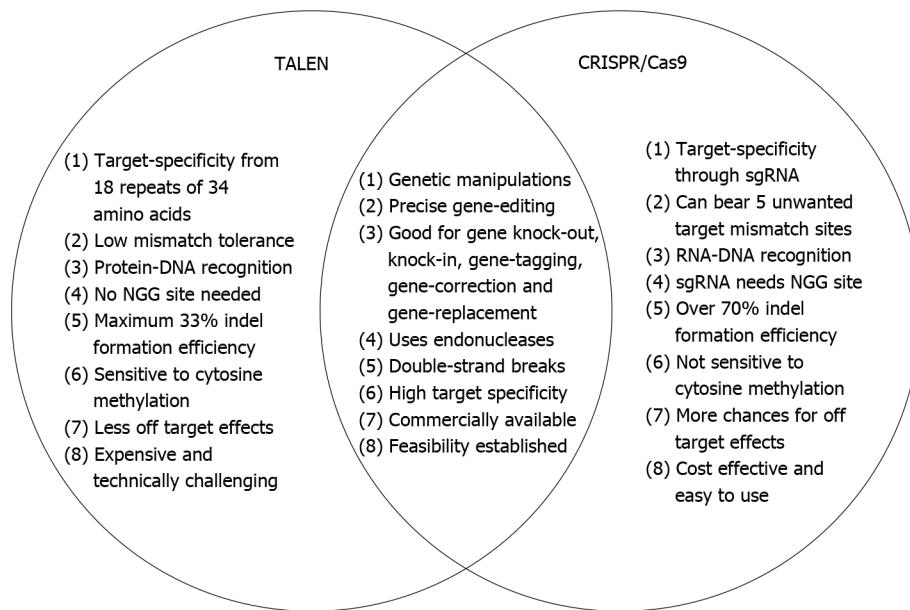 TALEN
(1) Target-specificity from
18 repeats of 34
amino acids
(2) Low mismatch tolerance
(3) Protein-DNA recognition
(4) No NGG site needed
(5) Maximum 33% indel
formation efficiency
(6) Sensitive to cytosine
methylation
(7) Less off target effects
(8) Expensive and
technically challenging
(1) Genetic manipulations
(2) Precise gene-editing
(3) Good for gene knock-out,
knock-in, gene-tagging,
gene-correction and
gene-replacement
(4) Uses endonucleases
(5) Double-strand breaks
(6) High target specificity
(7) Commercially available
(8) Feasibility established
CRISPR/Cas9
(1) Target-specificity
through sgRNA
(2) Can bear 5 unwanted
target mismatch sites
(3) RNA-DNA recognition
(4) sgRNA needs NGG site
(5) Over 70% indel
formation efficiency
(6) Not sensitive to
cytosine methylation
(7) More chances for off
target effects
(8) Cost effective and
easy to use